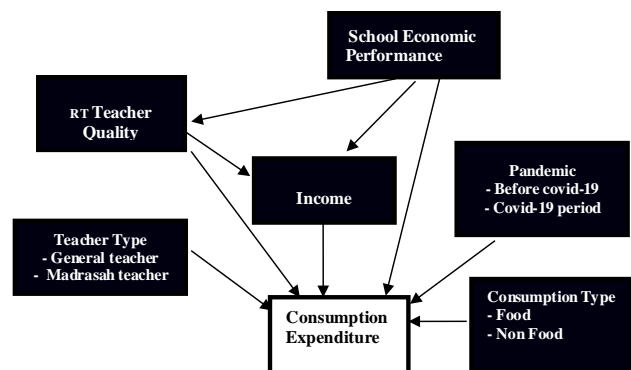 School Economic
Performance
RT Teacher
Quality
Income
Pandemic
- Before covid-19
- Covid-19 period
Teacher Type
- General teacher
- Madrasah teacher
Consumption Type
- Food
- Non Food
Consumption
Expenditure